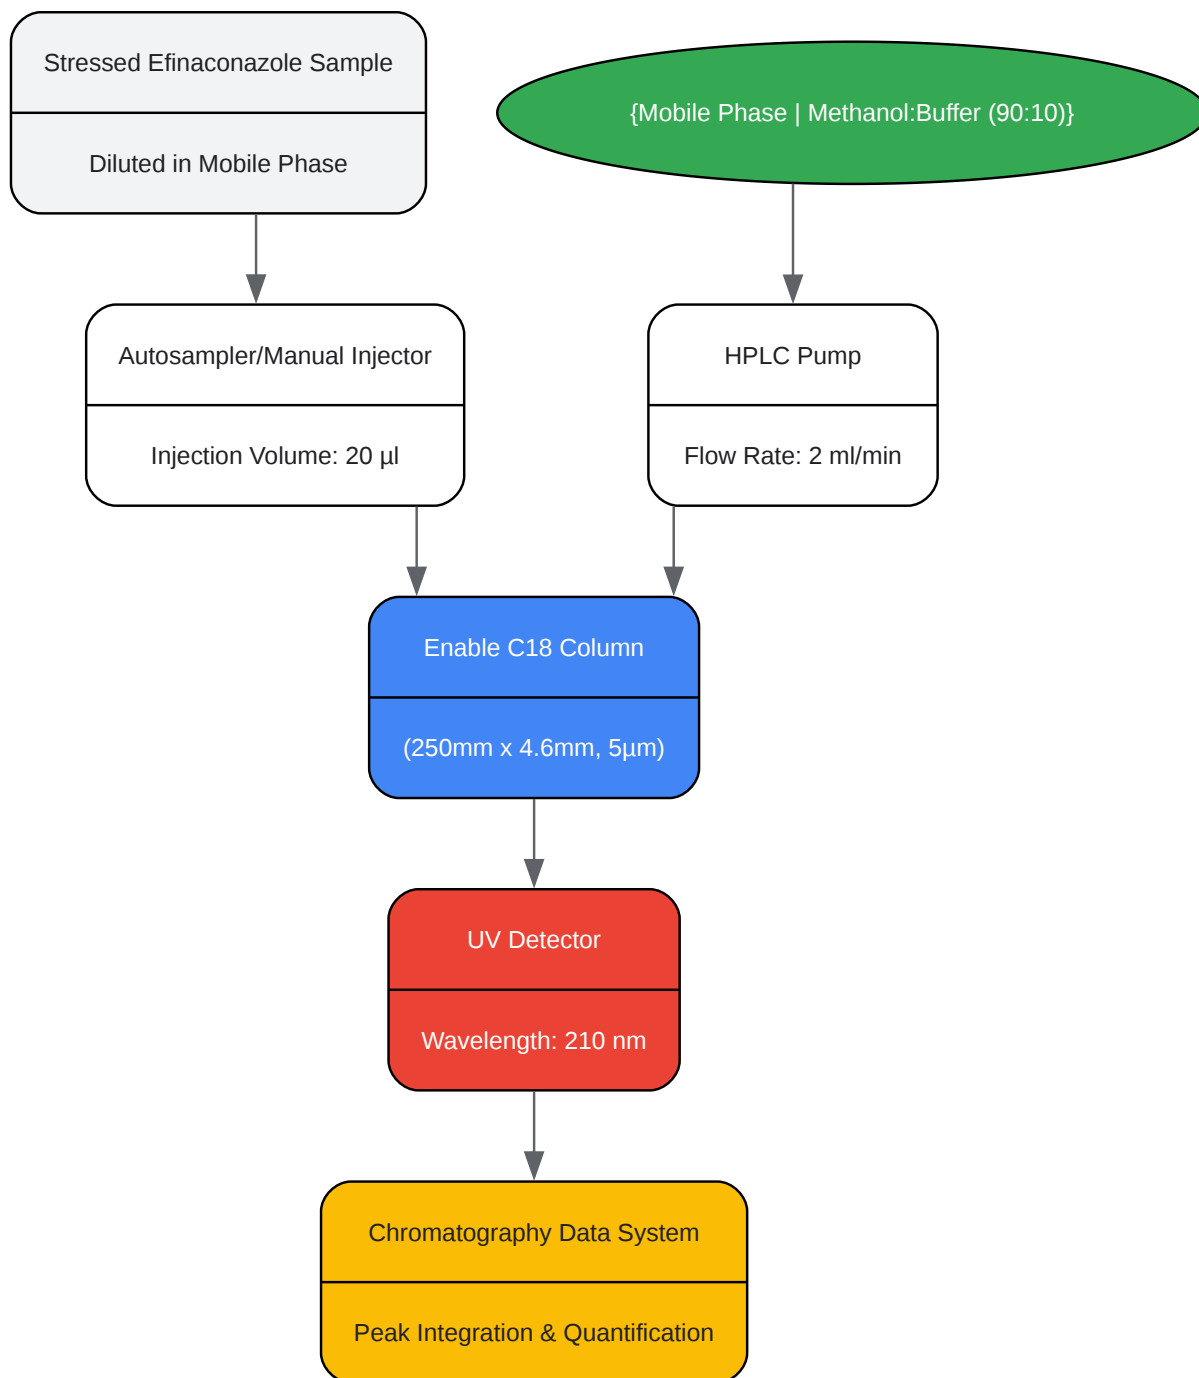 Stressed Efinaconazole Sample
Diluted in Mobile Phase
{Mobile Phase | Methanol:Buffer (90:10)}
Autosampler/Manual Injector
Injection Volume: 20 µl
HPLC Pump
Flow Rate: 2 ml/min
Enable C18 Column
(250mm x 4.6mm, 5µm)
UV Detector
Wavelength: 210 nm
Chromatography Data System
Peak Integration & Quantification